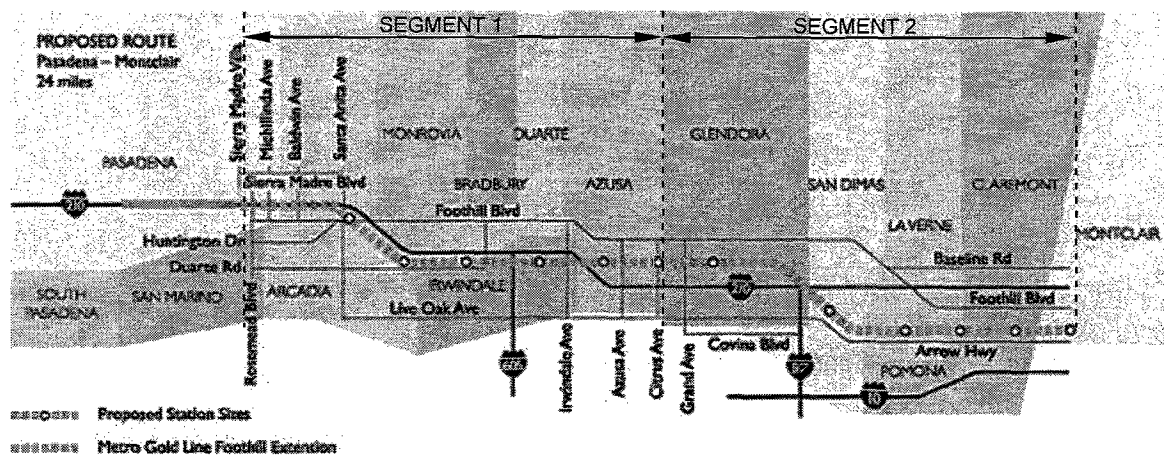 SEGMENT 1
SEGMENT 2
PROPOSED ROUTE
Pasadena – Montclair
24 miles
Sierra Madre Villa
Michillinda Ave
Baldwin Ave
Santa Anita Ave
MONROVIA
DUARTE
GLENDORA
PASADENA
Sierra Madre Blvd
BRADBURY
AZUSA
SAN DIMAS
CLAREMONT
210
Foothill Blvd
LA VERNE
MONTCLAIR
Huntington Dr
Duarte Rd
Baseline Rd
SOUTH
PASADENA
SAN MARINO
ARCADIA
IRWINDALE
210
Foothill Blvd
Live Oak Ave
Rosemead Blvd
Irwindale Ave
Azusa Ave
Citrus Ave
Grand Ave
Covina Blvd
Arrow Hwy
605
57
POMONA
10
Proposed Station Sites
Metro Gold Line Foothill Extention